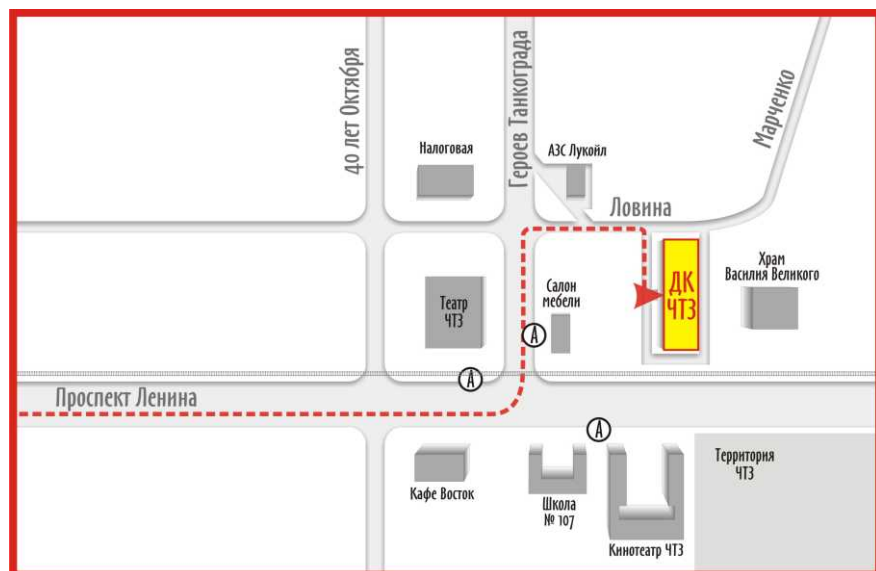 40 лет Октября
Героев Танкограда
Марченко
Налоговая
АЗС Лукойл
Ловина
Театр
ЧТЗ
Салон
мебели
ДК
ЧТЗ
Храм
Василия Великого
А
А
Проспект Ленина
А
Кафе Восток
Школа
№ 107
Кинотеатр ЧТЗ
Территория
ЧТЗ